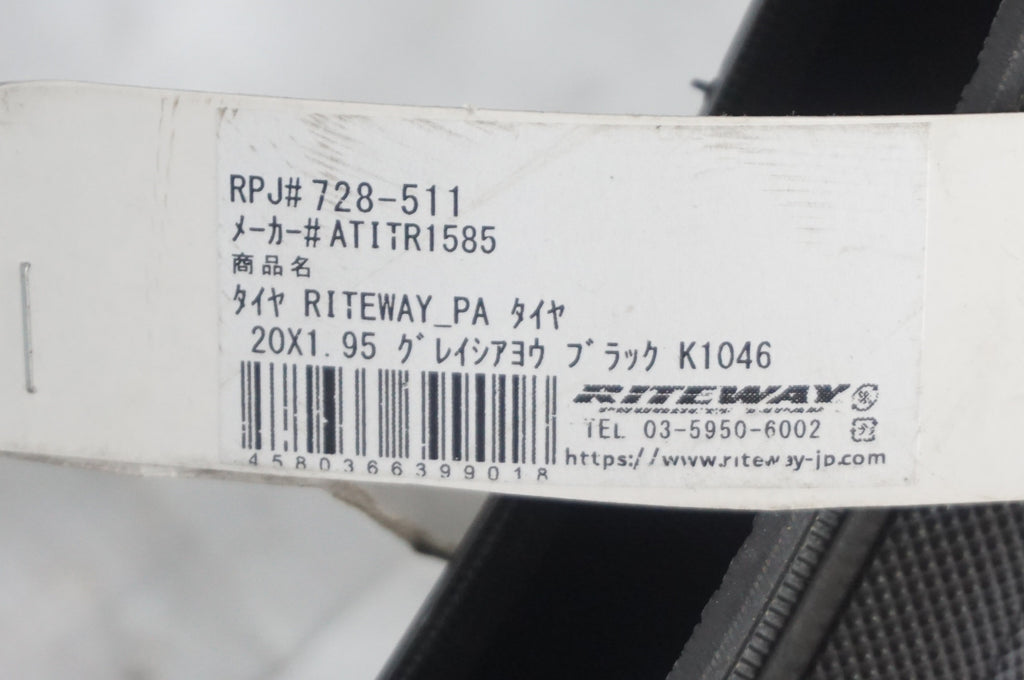 RPJ# 728-511
ﾒｰｶｰ# ATITR1585
商品名
ﾀｲﾔ RITEWAY_PA ﾀｲﾔ
20X1.95 ｸﾞﾚｲｼｱﾖｳ ﾌﾞﾗｯｸ K1046
4580366399018
RITEWAY
TEL 03-5950-6002
https://www.riteway-jp.com